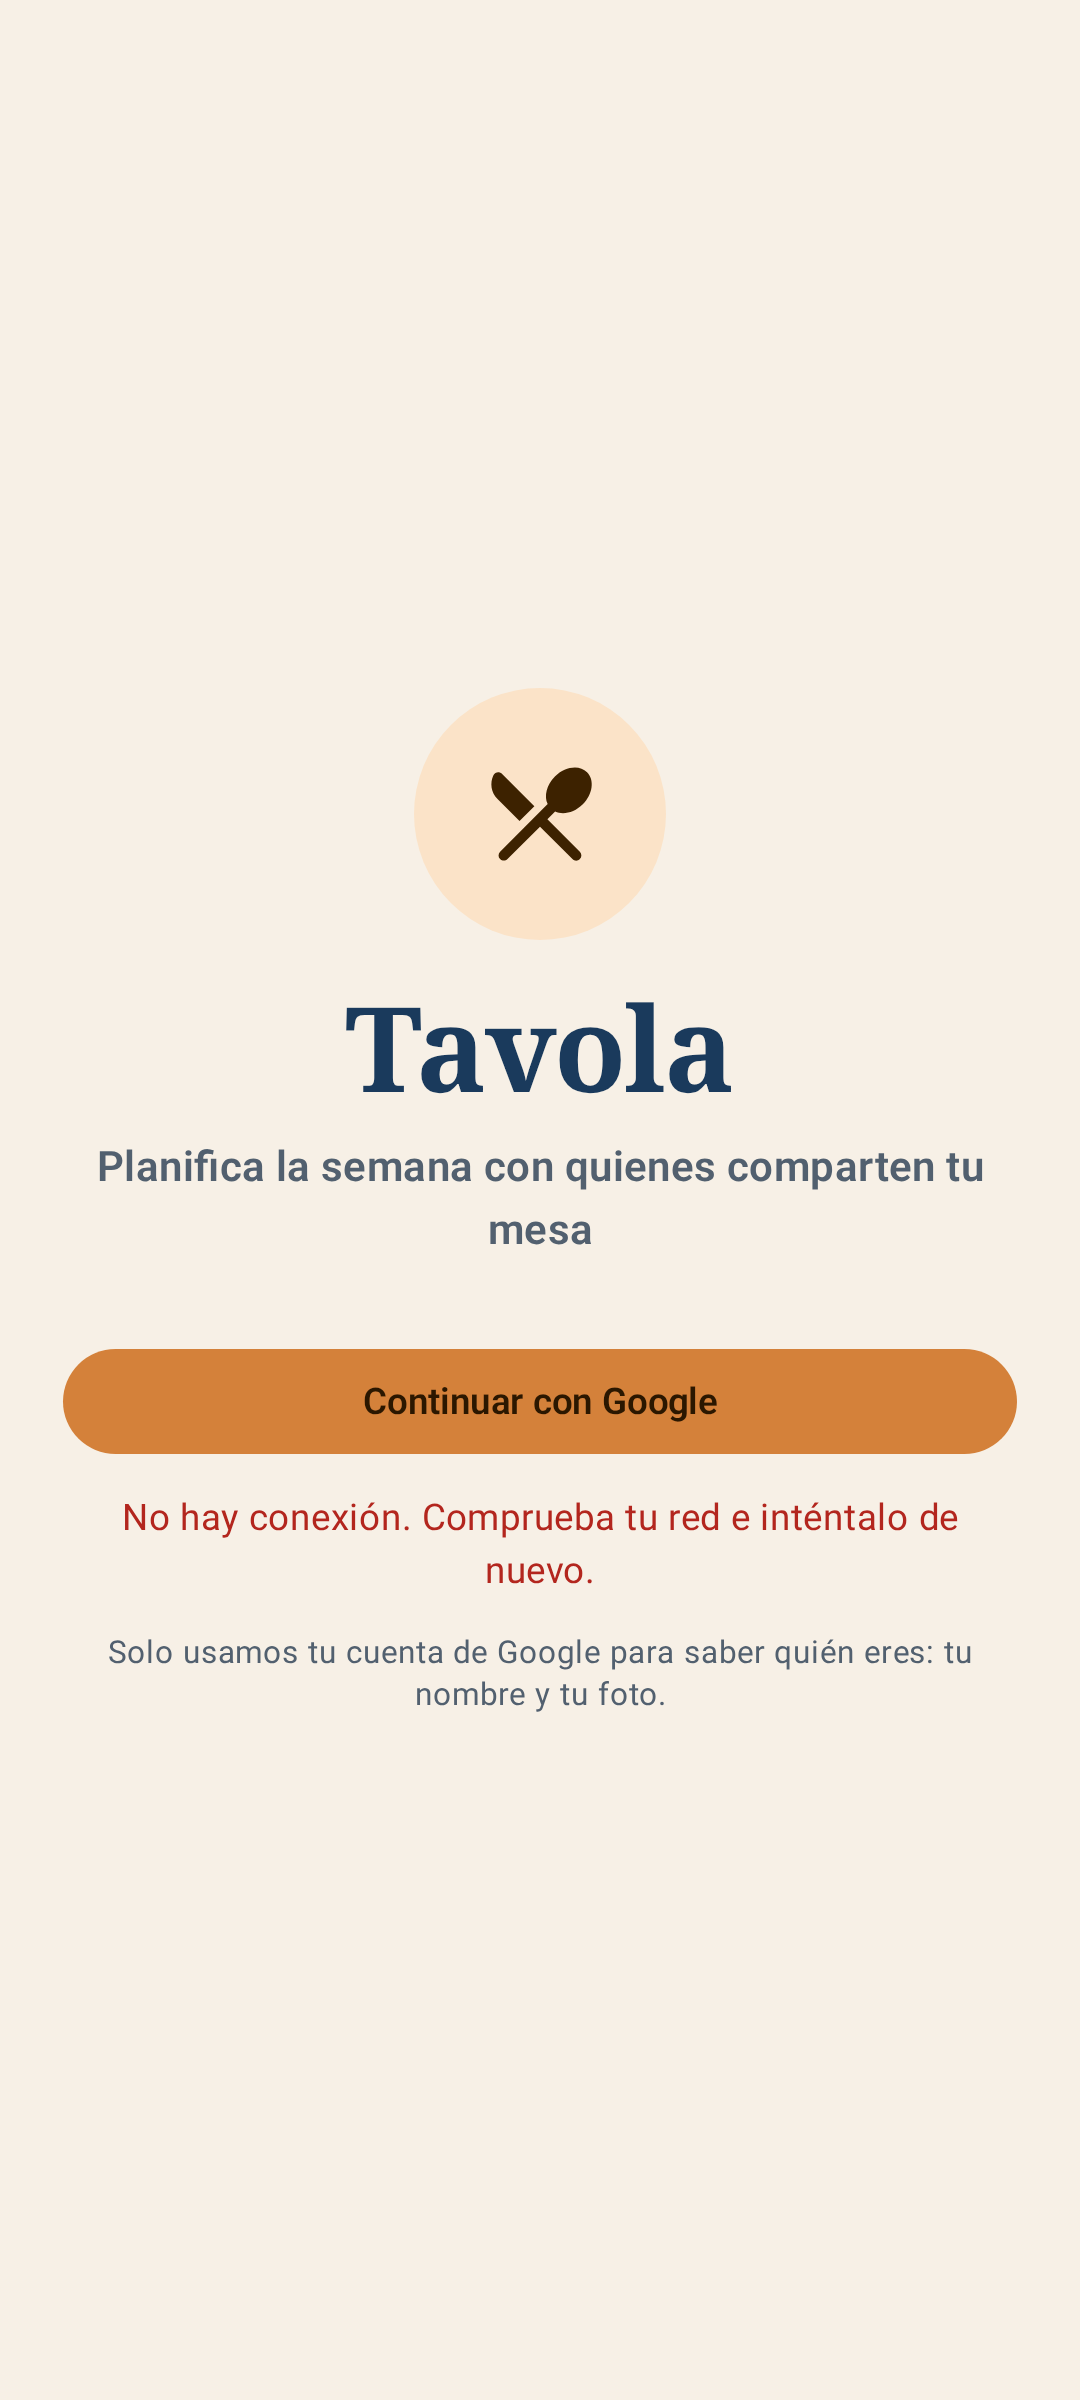 Tavola
Planifica la semana con quienes comparten tu
mesa
Continuar con Google
No hay conexión. Comprueba tu red e inténtalo de
nuevo.
Solo usamos tu cuenta de Google para saber quién eres: tu
nombre y tu foto.